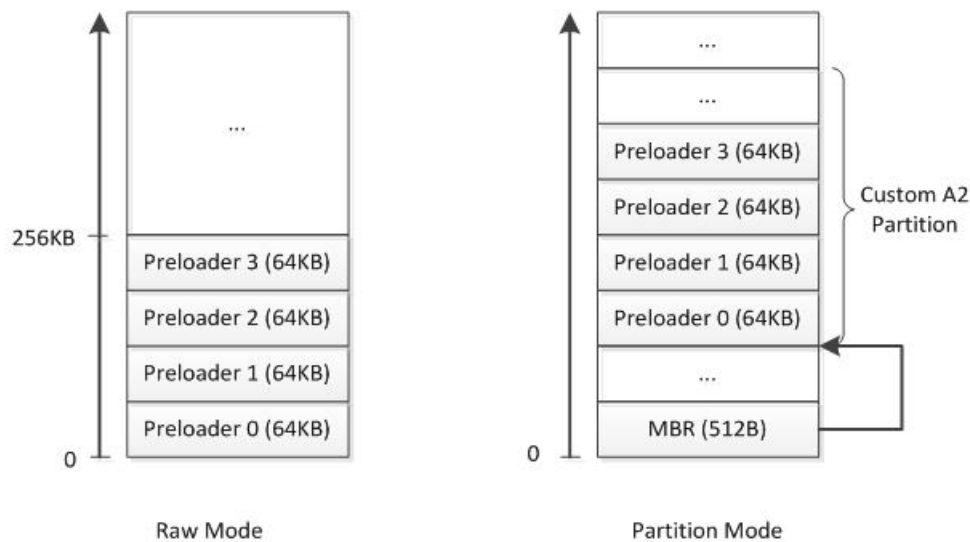 ...
256KB
Preloader 3 (64KB)
Preloader 2 (64KB)
Preloader 1 (64KB)
Preloader 0 (64KB)
0
Raw Mode
...
...
Preloader 3 (64KB)
Preloader 2 (64KB)
Preloader 1 (64KB)
Preloader 0 (64KB)
...
MBR (512B)
0
Custom A2
Partition
Partition Mode